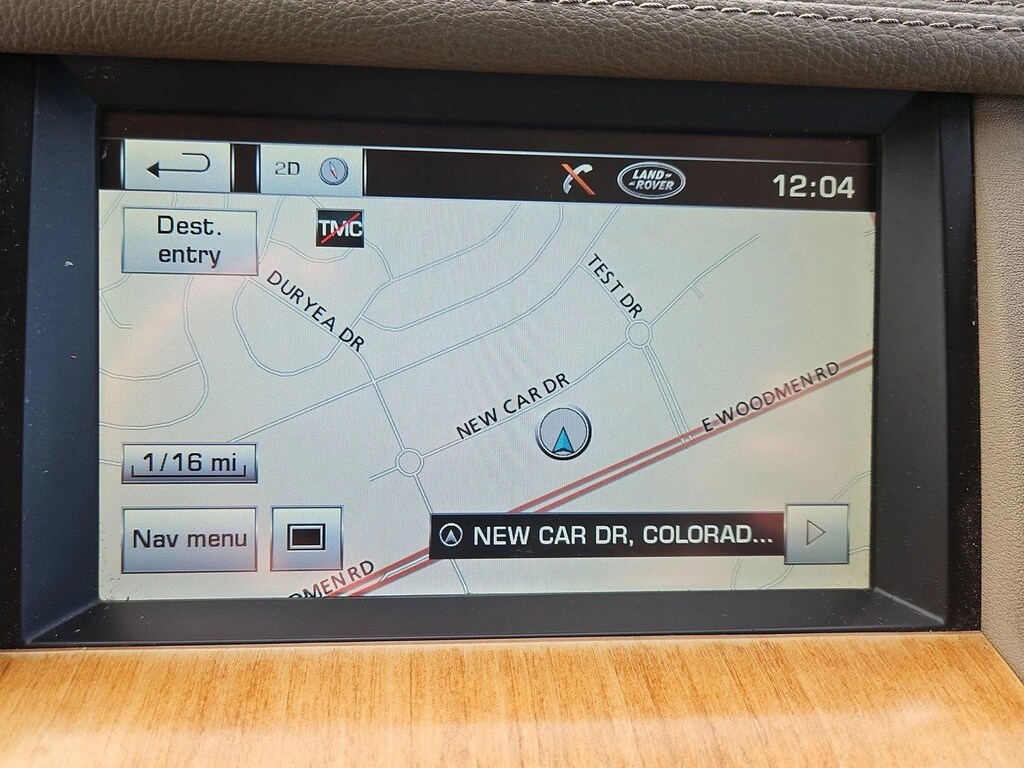 2D
LAND-
-ROVER
12:04
Dest.
entry
TMC
DURYEA DR
TEST DR
NEW CAR DR
E WOODMEN RD
1/16 mi
Nav menu
NEW CAR DR, COLORAD...
OMEN RD